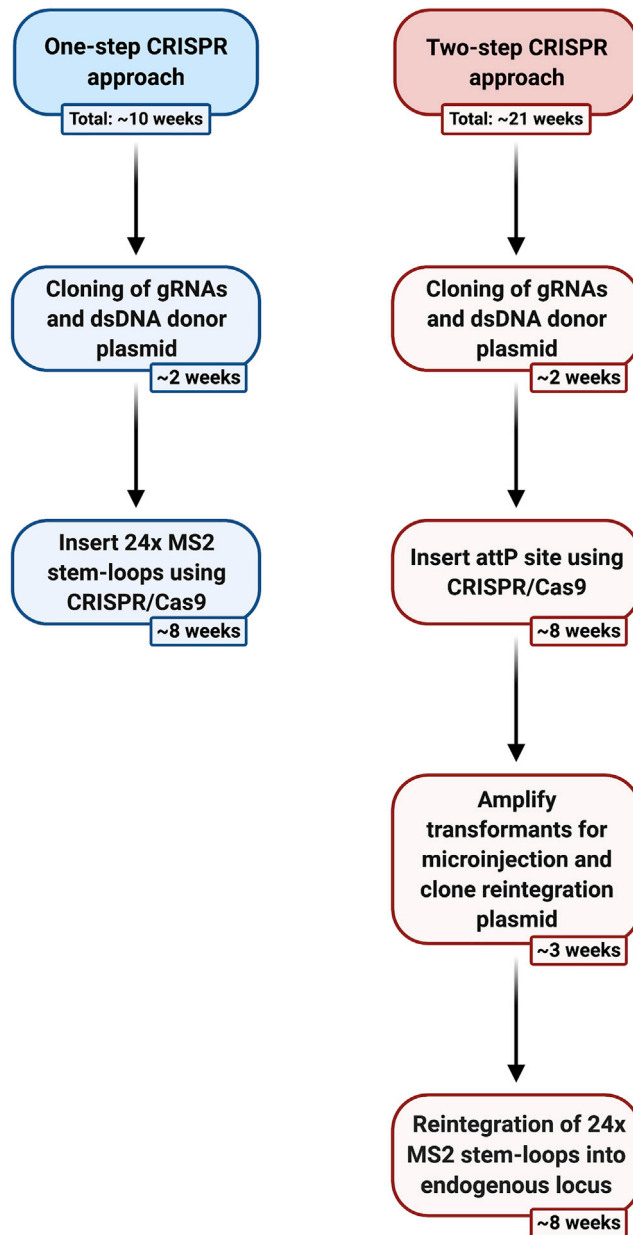 One-step CRISPR
approach
Total: ~10 weeks
Cloning of gRNAs
and dsDNA donor
plasmid
~2 weeks
Insert 24x MS2
stem-loops using
CRISPR/Cas9
~8 weeks
Two-step CRISPR
approach
Total: ~21 weeks
Cloning of gRNAs
and dsDNA donor
plasmid
~2 weeks
Insert attP site using
CRISPR/Cas9
~8 weeks
Amplify
transformants for
microinjection and
clone reintegration
plasmid
~3 weeks
Reintegration of 24x
MS2 stem-loops into
endogenous locus
~8 weeks